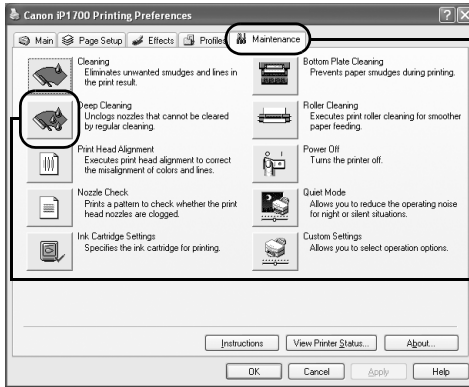 Canon iP1700 Printing Preferences
Main Page Setup Effects Profiles Maintenance
Cleaning
Eliminates unwanted smudges and lines in
the print result.
Deep Cleaning
Unclogs nozzles that cannot be cleared
by regular cleaning.
Print Head Alignment
Executes print head alignment to correct
the misalignment of colors and lines.
Nozzle Check
Prints a pattern to check whether the print
head nozzles are clogged.
Ink Cartridge Settings
Specifies the ink cartridge for printing.
Bottom Plate Cleaning
Prevents paper smudges during printing.
Roller Cleaning
Executes print roller cleaning for smoother
paper feeding.
Power Off
Turns the printer off.
Quiet Mode
Allows you to reduce the operating noise
for night or silent situations.
Custom Settings
Allows you to select operation options.
Instructions View Printer Status... About...
OK Cancel Apply Help